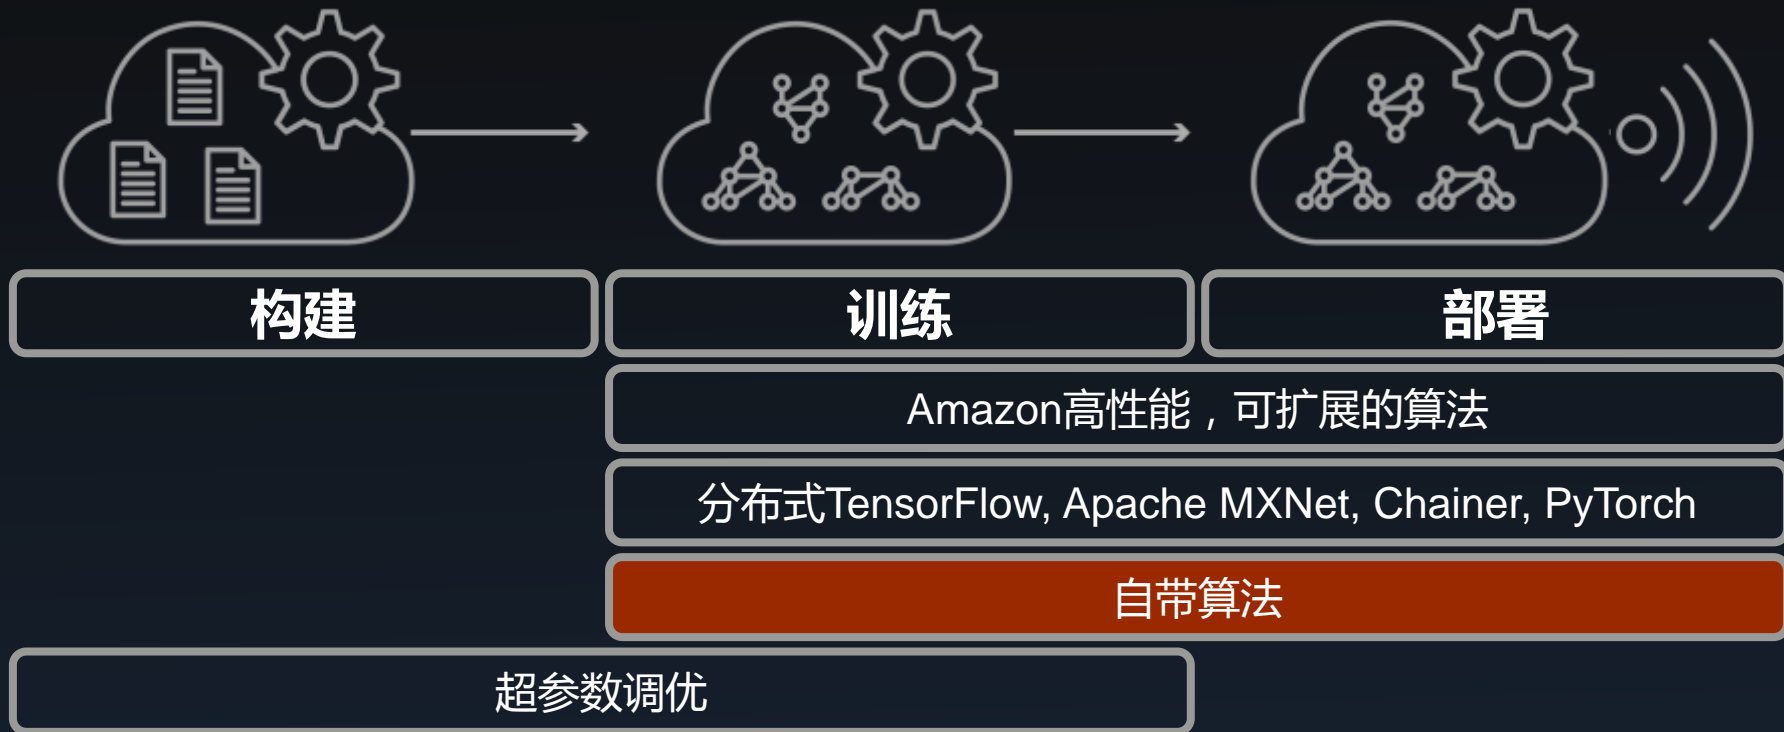 构建
训练
部署
Amazon高性能，可扩展的算法
分布式TensorFlow, Apache MXNet, Chainer, PyTorch
自带算法
超参数调优